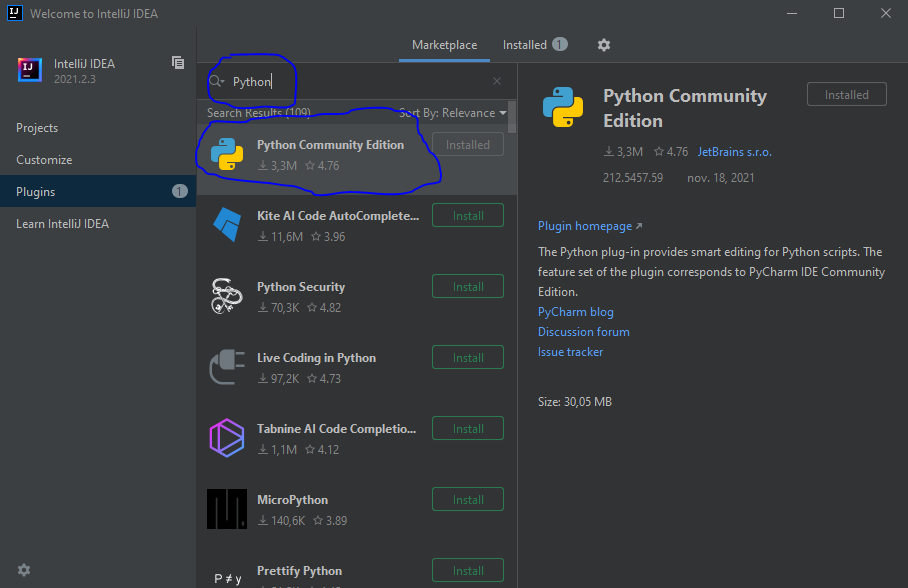 Welcome to IntelliJ IDEA
IntelliJ IDEA
2021.2.3
Projects
Customize
Plugins 1
Learn IntelliJ IDEA
Marketplace Installed 1
Python
Search Results (109) Sort By: Relevance
Python Community Edition Installed
3,3M 4.76
Kite AI Code AutoComplete... Install
11,6M 3.96
Python Security Install
70,3K 4.82
Live Coding in Python Install
97,2K 4.73
Tabnine AI Code Completio... Install
1,1M 4.12
MicroPython Install
140,6K 3.89
Prettify Python Install
P ≠ y
Python Community
Edition
Installed
3,3M 4.76 JetBrains s.r.o.
212.5457.59 nov. 18, 2021
Plugin homepage
The Python plug-in provides smart editing for Python scripts. The
feature set of the plugin corresponds to PyCharm IDE Community
Edition.
PyCharm blog
Discussion forum
Issue tracker
Size: 30,05 MB